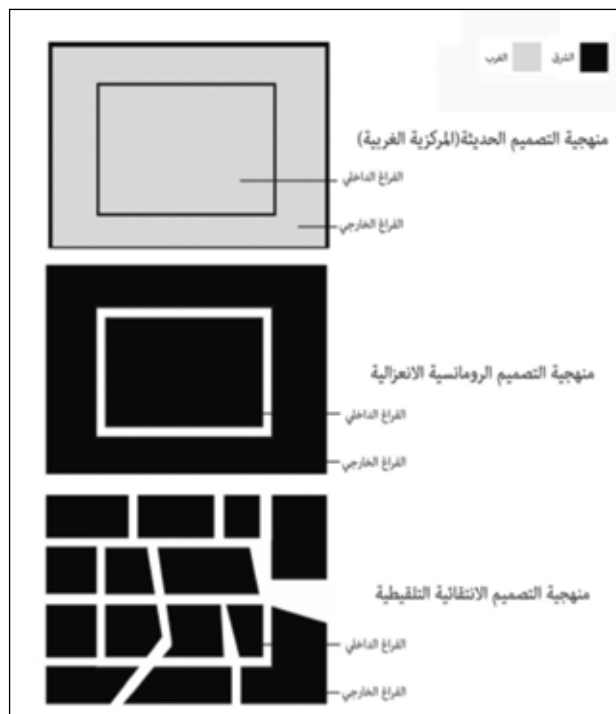 الشرق الغرب
منهجية التصميم الحديثة(المركزية الغربية)
الفراغ الداخلي
الفراغ الخارجي
منهجية التصميم الرومانسية الانعزالية
الفراغ الداخلي
الفراغ الخارجي
منهجية التصميم الانتقائية التلقيطية
الفراغ الداخلي
الفراغ الخارجي